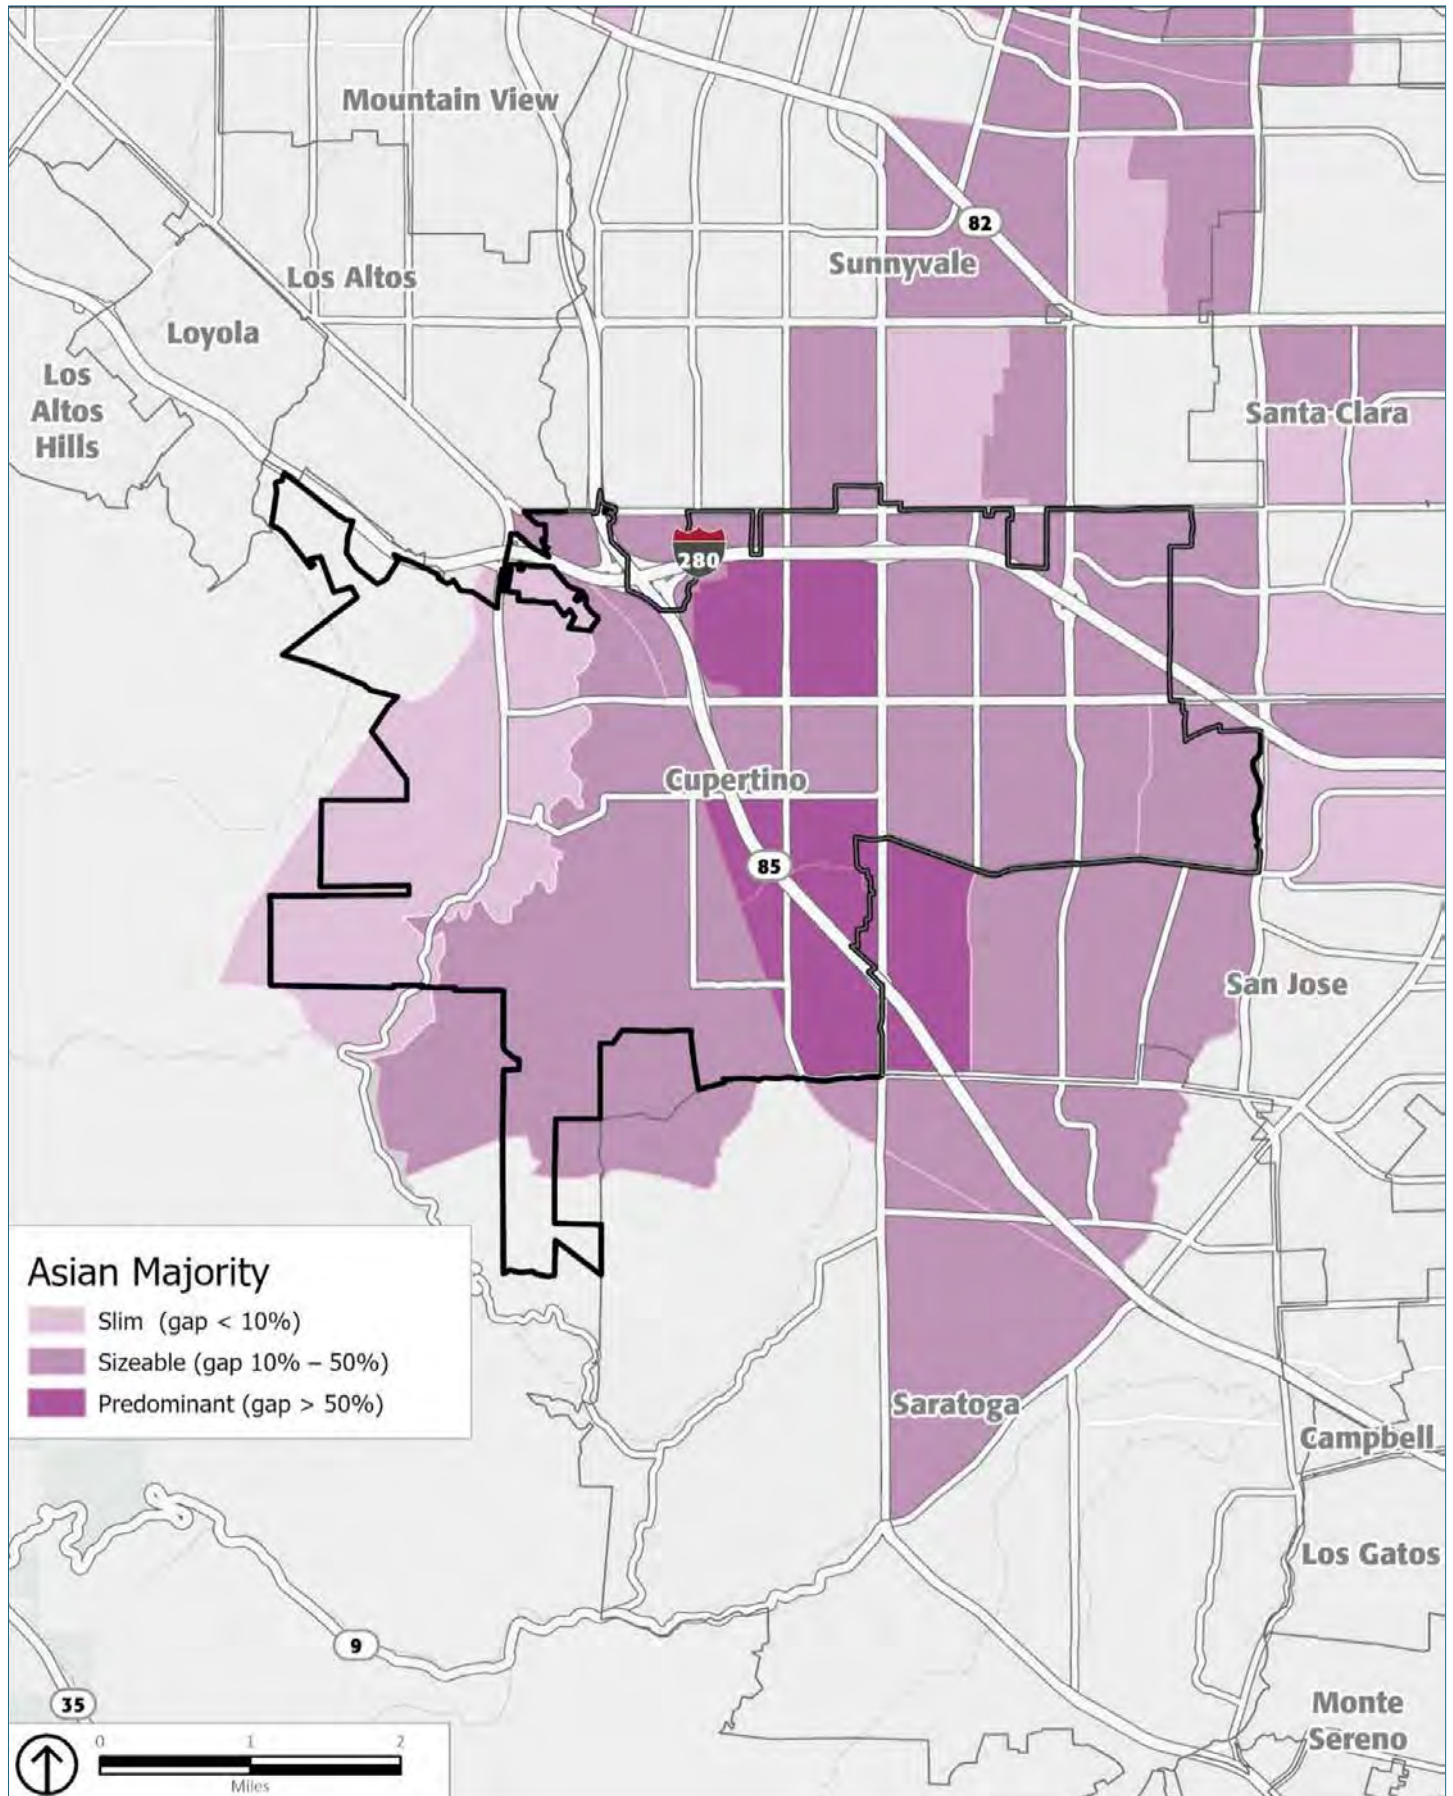 Mountain View
82
Sunnyvale
Los Altos
Loyola
Los
Altos
Hills
Santa Clara
280
Cupertino
85
San Jose
Asian Majority
Slim (gap < 10%)
Sizeable (gap 10% – 50%)
Predominant (gap > 50%)
Saratoga
Campbell
Los Gatos
9
35
Monte
Sereno
0 1 2
Miles